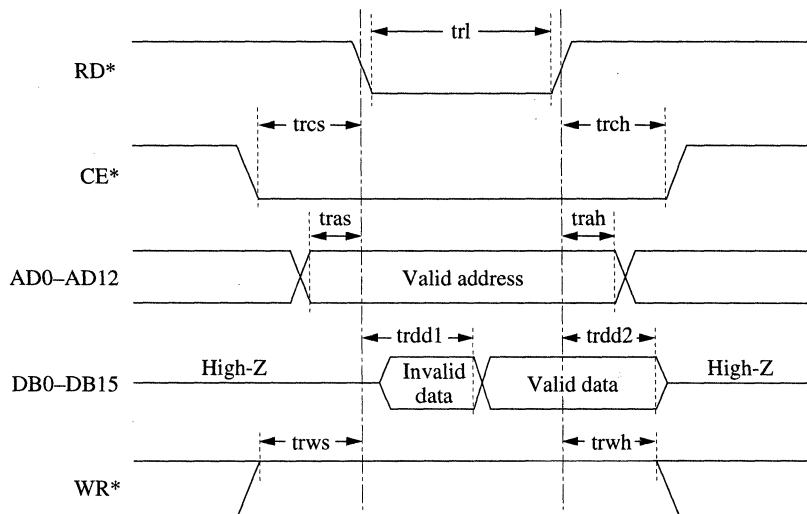 trl
RD*
trcs
trch
CE*
tras
trah
AD0–AD12
Valid address
trdd1
trdd2
High-Z
High-Z
DB0–DB15
Invalid
data
Valid data
trws
trwh
WR*